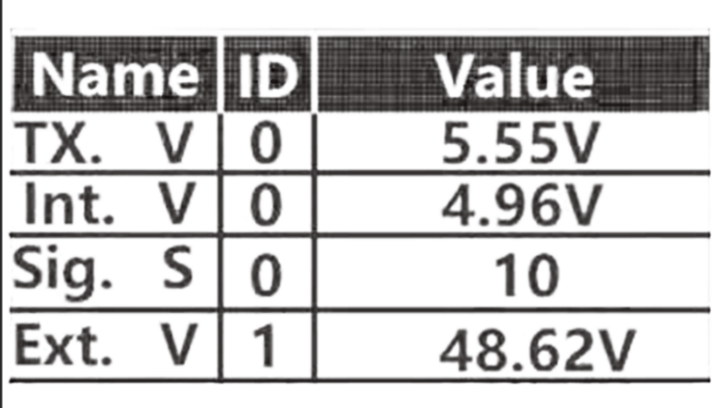 Name ID Value
TX. V 0 5.55V
Int. V 0 4.96V
Sig. S 0 10
Ext. V 1 48.62V